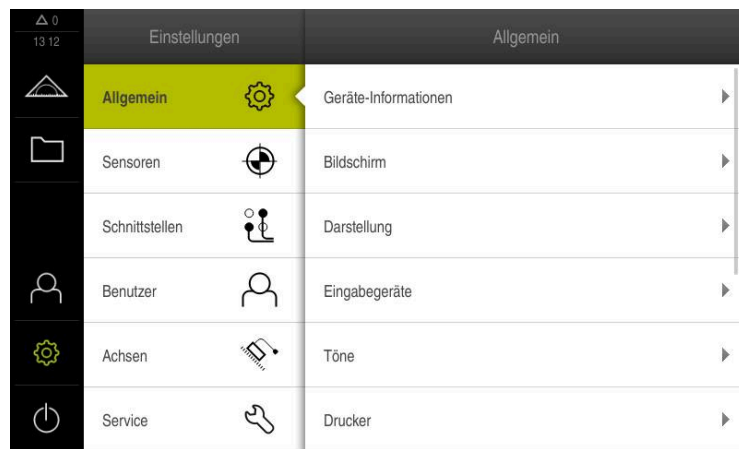 0
13 12
Einstellungen
Allgemein
Allgemein
Sensoren
Schnittstellen
Benutzer
Achsen
Service
Geräte-Informationen
Bildschirm
Darstellung
Eingabegeräte
Töne
Drucker